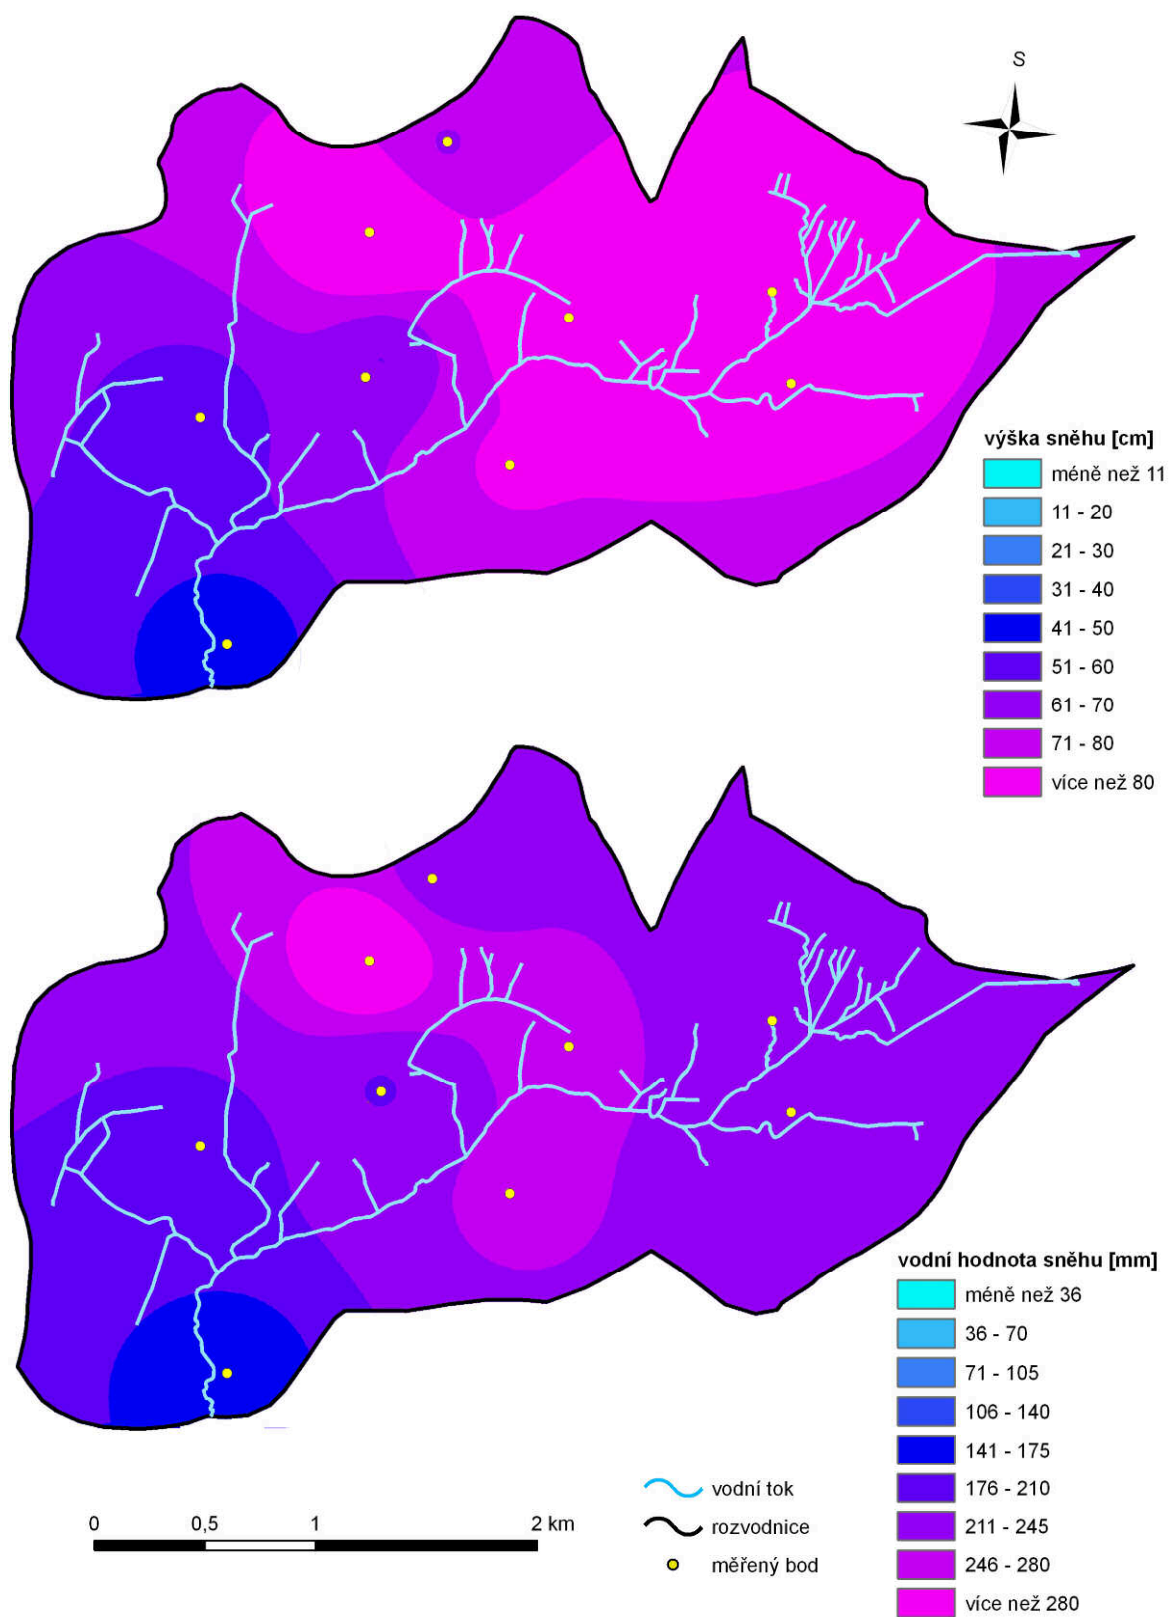 S
výška sněhu [cm]
méně než 11
11 - 20
21 - 30
31 - 40
41 - 50
51 - 60
61 - 70
71 - 80
více než 80
vodní hodnota sněhu [mm]
méně než 36
36 - 70
71 - 105
106 - 140
141 - 175
176 - 210
211 - 245
246 - 280
více než 280
vodní tok
rozvodnice
měřený bod
0 0,5 1 2 km